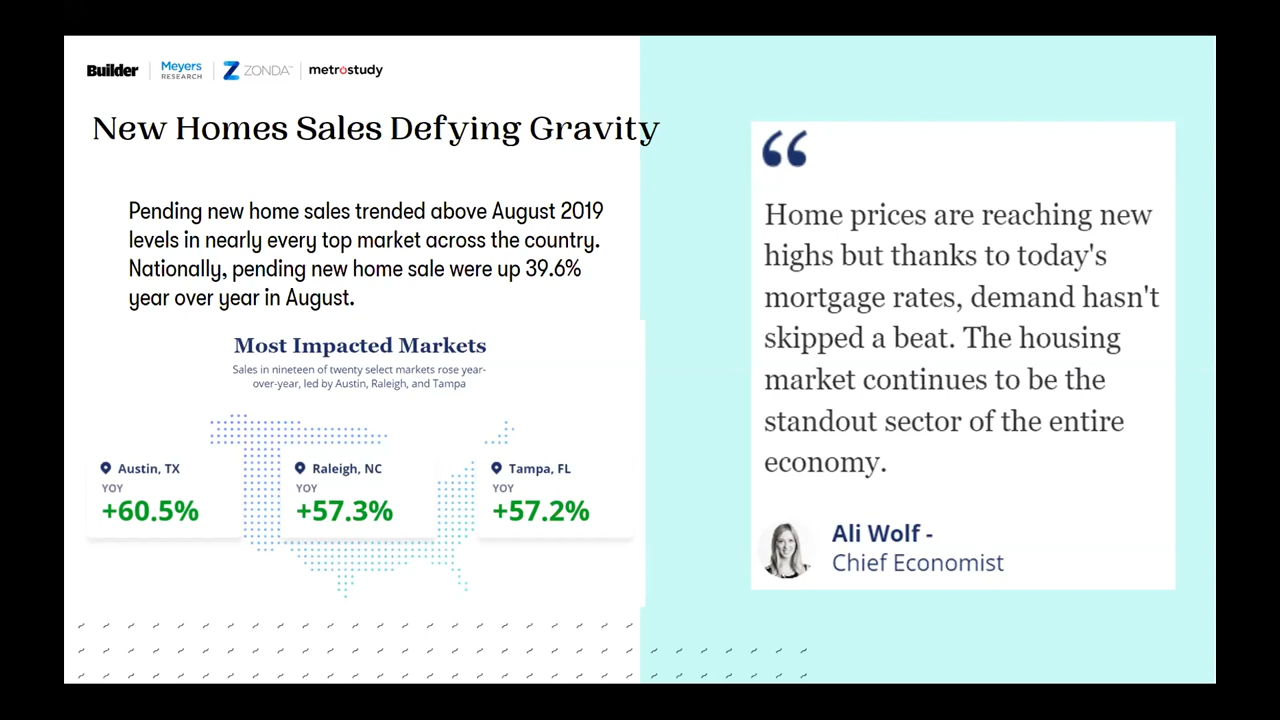 Builder
Meyers
RESEARCH
ZONDA™
metrostudy
New Homes Sales Defying Gravity
Pending new home sales trended above August 2019
levels in nearly every top market across the country.
Nationally, pending new home sale were up 39.6%
year over year in August.
Most Impacted Markets
Sales in nineteen of twenty select markets rose year-
over-year, led by Austin, Raleigh, and Tampa
Austin, TX
YOY
+60.5%
Raleigh, NC
YOY
+57.3%
Tampa, FL
YOY
+57.2%
“
Home prices are reaching new
highs but thanks to today's
mortgage rates, demand hasn't
skipped a beat. The housing
market continues to be the
standout sector of the entire
economy.
Ali Wolf -
Chief Economist